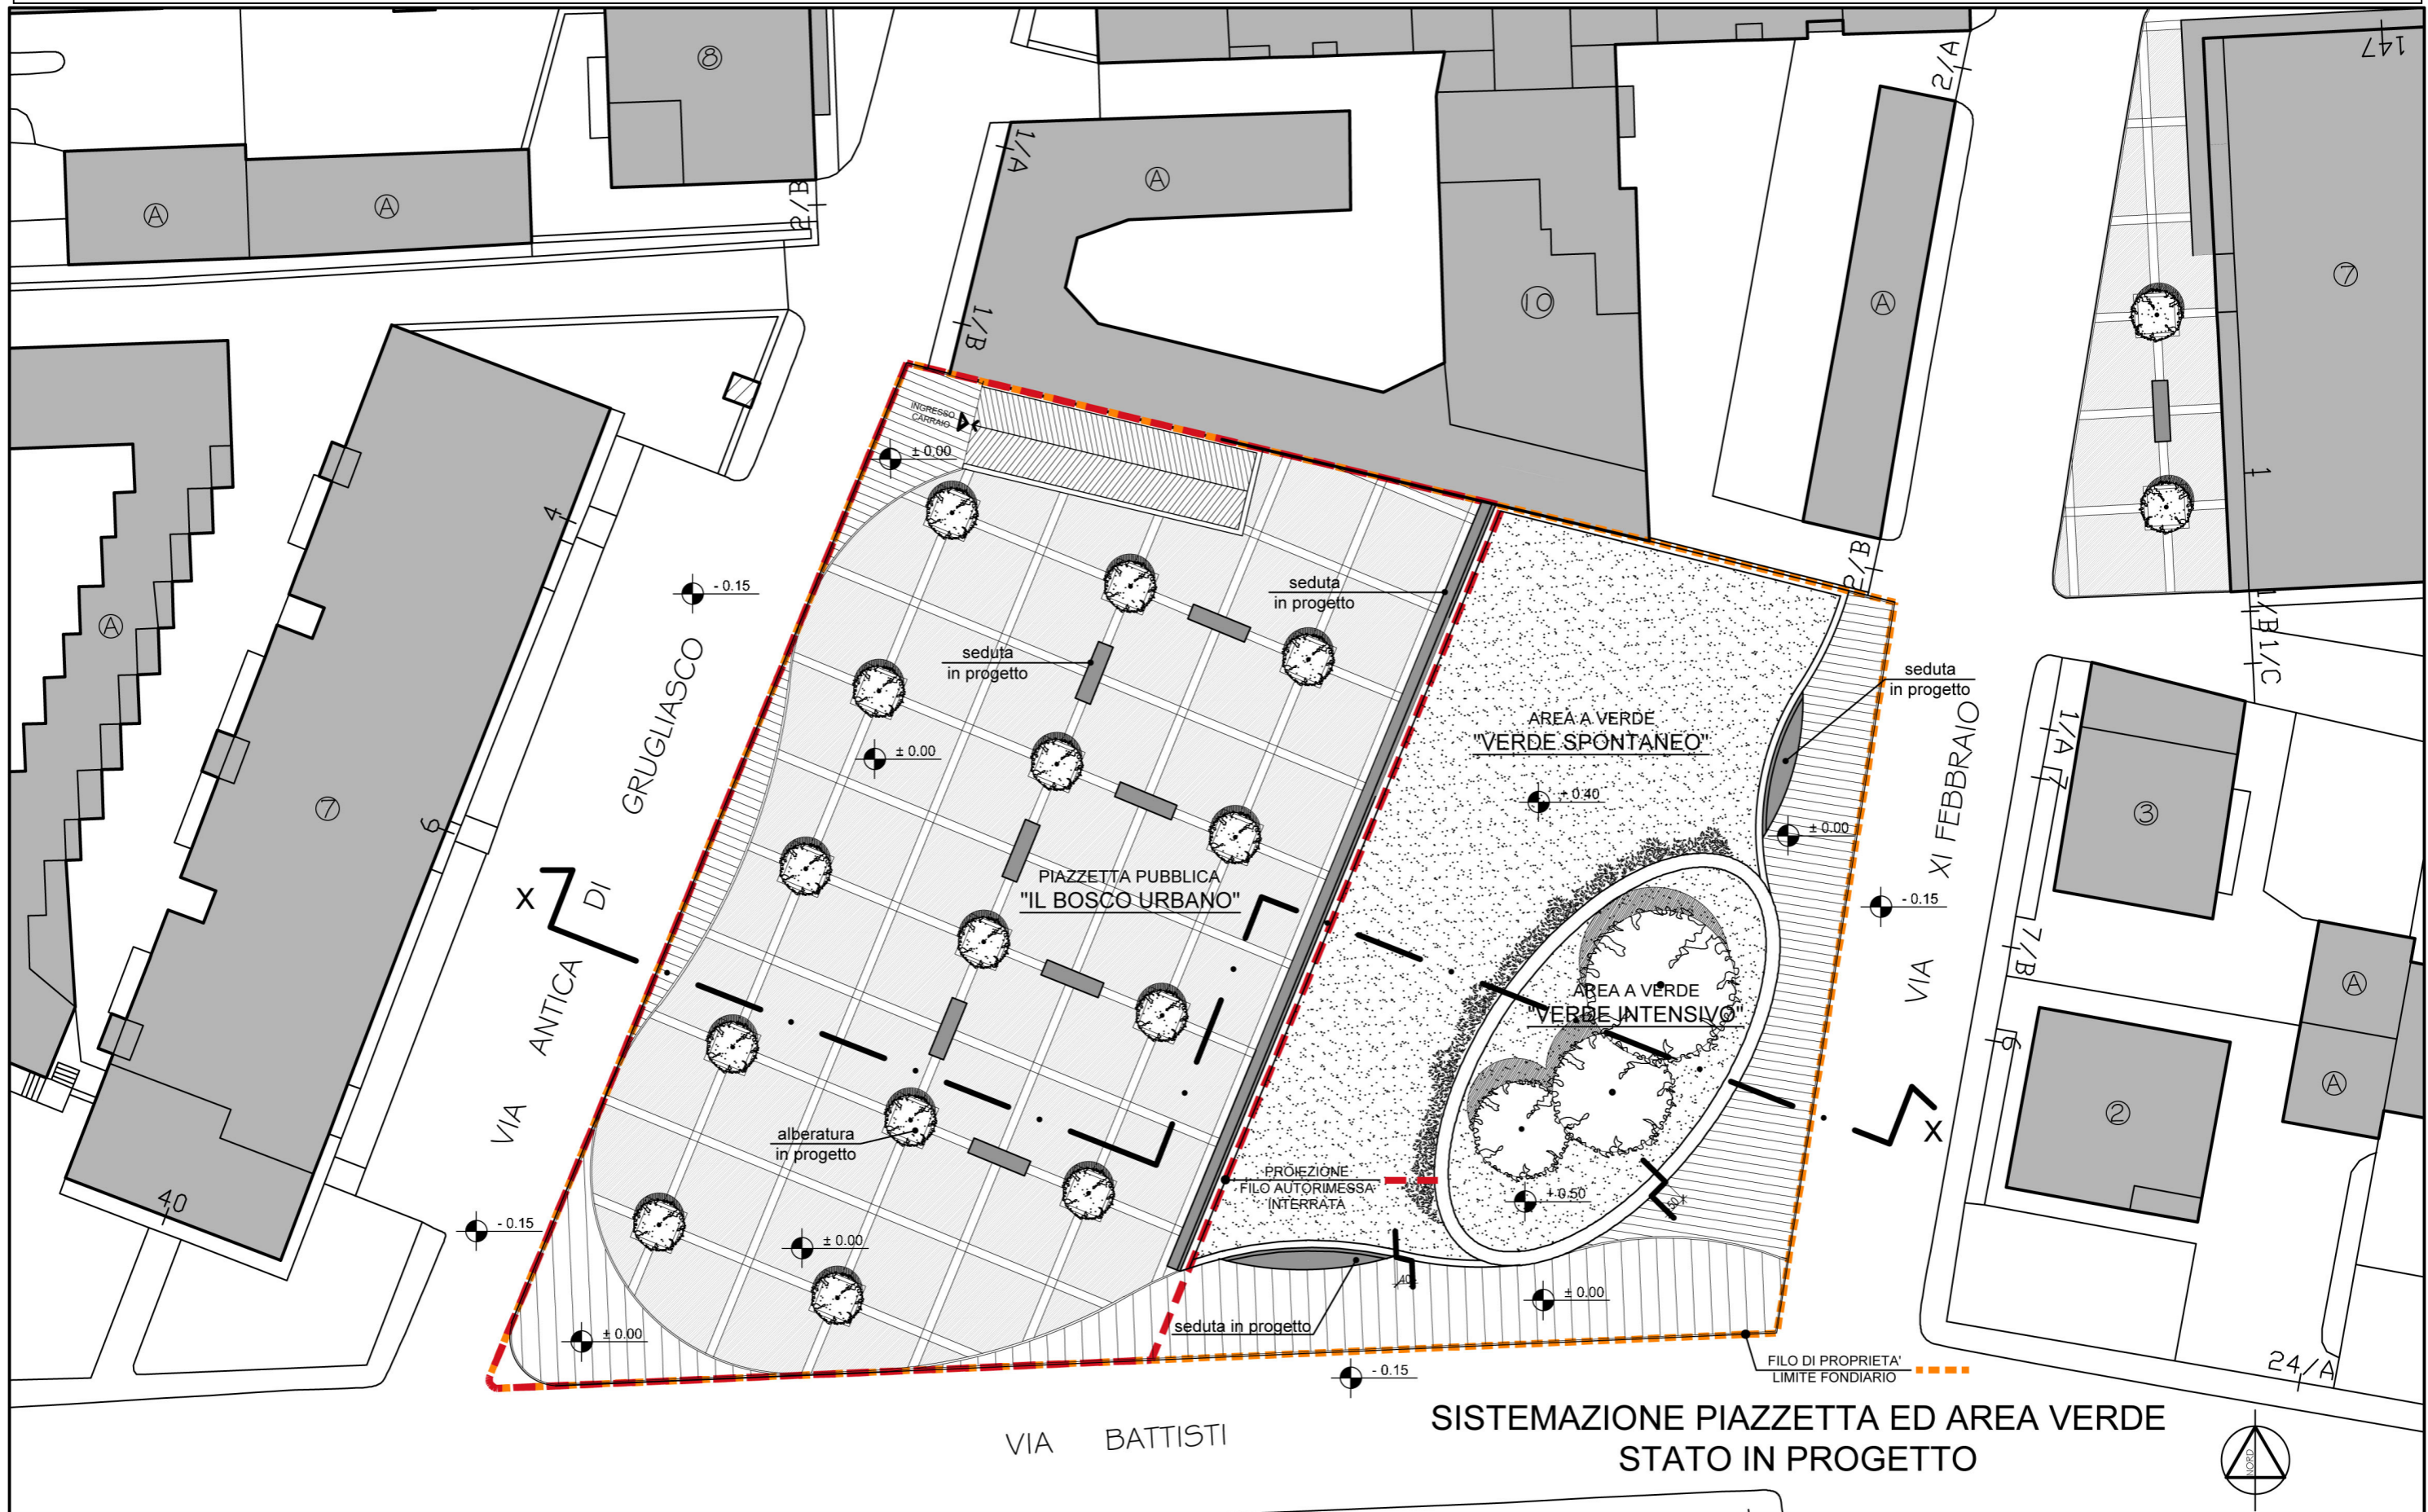 8
147
2/A
A
1/A
A
A
2/B
A
10
A
7
1/B
INGRESSO
CARRAIO
± 0.00
4
1
- 0.15
2/B
seduta
in progetto
1/B
1/C
A
seduta
in progetto
seduta
in progetto
VIA ANTICA DI GRUGLIASCO
AREA A VERDE
"VERDE SPONTANEO"
± 0.00
+ 0.40
± 0.00
VIA XI FEBBRAIO
1/A
7
3
7
6
PIAZZETTA PUBBLICA
"IL BOSCO URBANO"
X
- 0.15
7/B
A
AREA A VERDE
"VERDE INTENSIVO"
6
A
2
X
alberatura
in progetto
PROIEZIONE
FILO AUTORIMESSA
INTERRATA
+ 0.50
50
40
- 0.15
± 0.00
40
± 0.00
± 0.00
seduta in progetto
FILO DI PROPRIETA'
LIMITE FONDIARIO
24/A
- 0.15
VIA BATTISTI
SISTEMAZIONE PIAZZETTA ED AREA VERDE
STATO IN PROGETTO
NORD